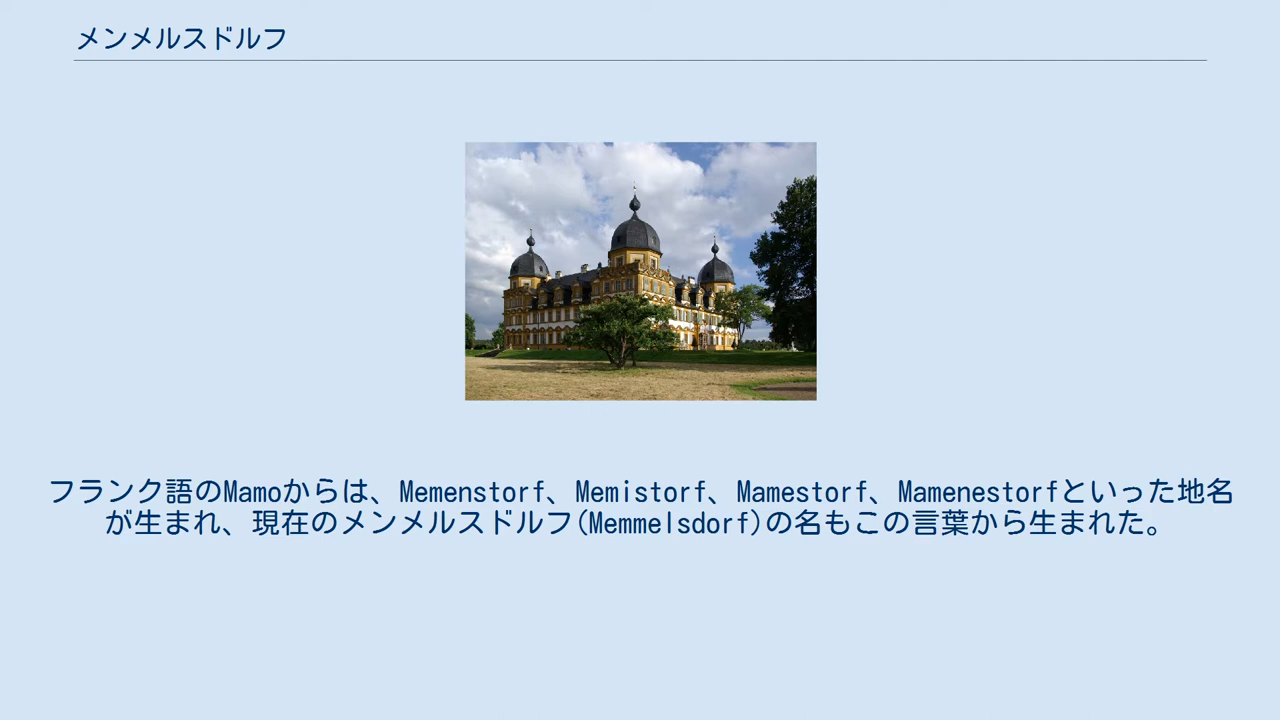 メンメルスドルフ
フランク語のMamoからは、Memenstorf、Memistorf、Mamestorf、Mamenestorfといった地名
が生まれ、現在のメンメルスドルフ(Memmelsdorf)の名もこの言葉から生まれた。